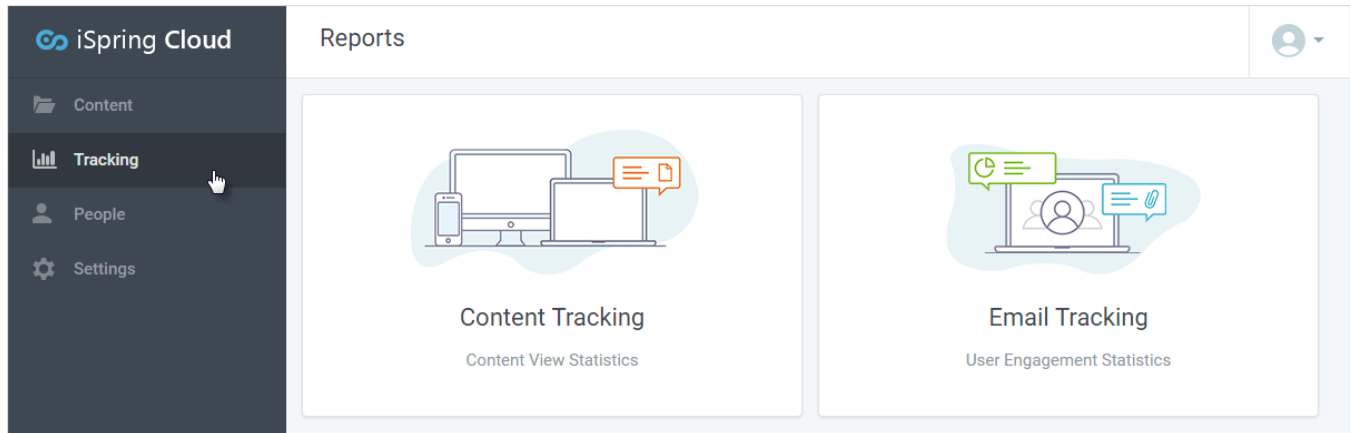 iSpring Cloud
Reports
Content
Tracking
People
Settings
Content Tracking
Content View Statistics
Email Tracking
User Engagement Statistics